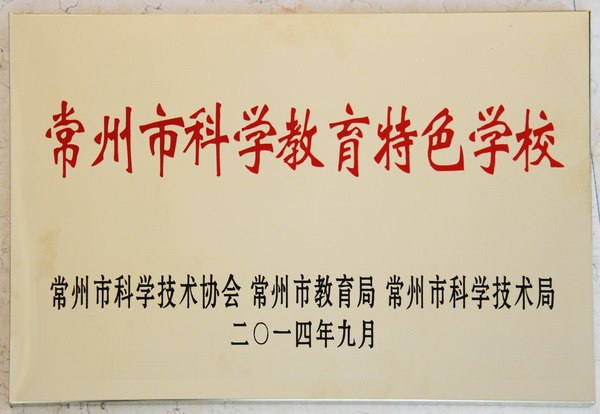 常州市科学教育特色学校
常州市科学技术协会 常州市教育局 常州市科学技术局
二〇一四年九月